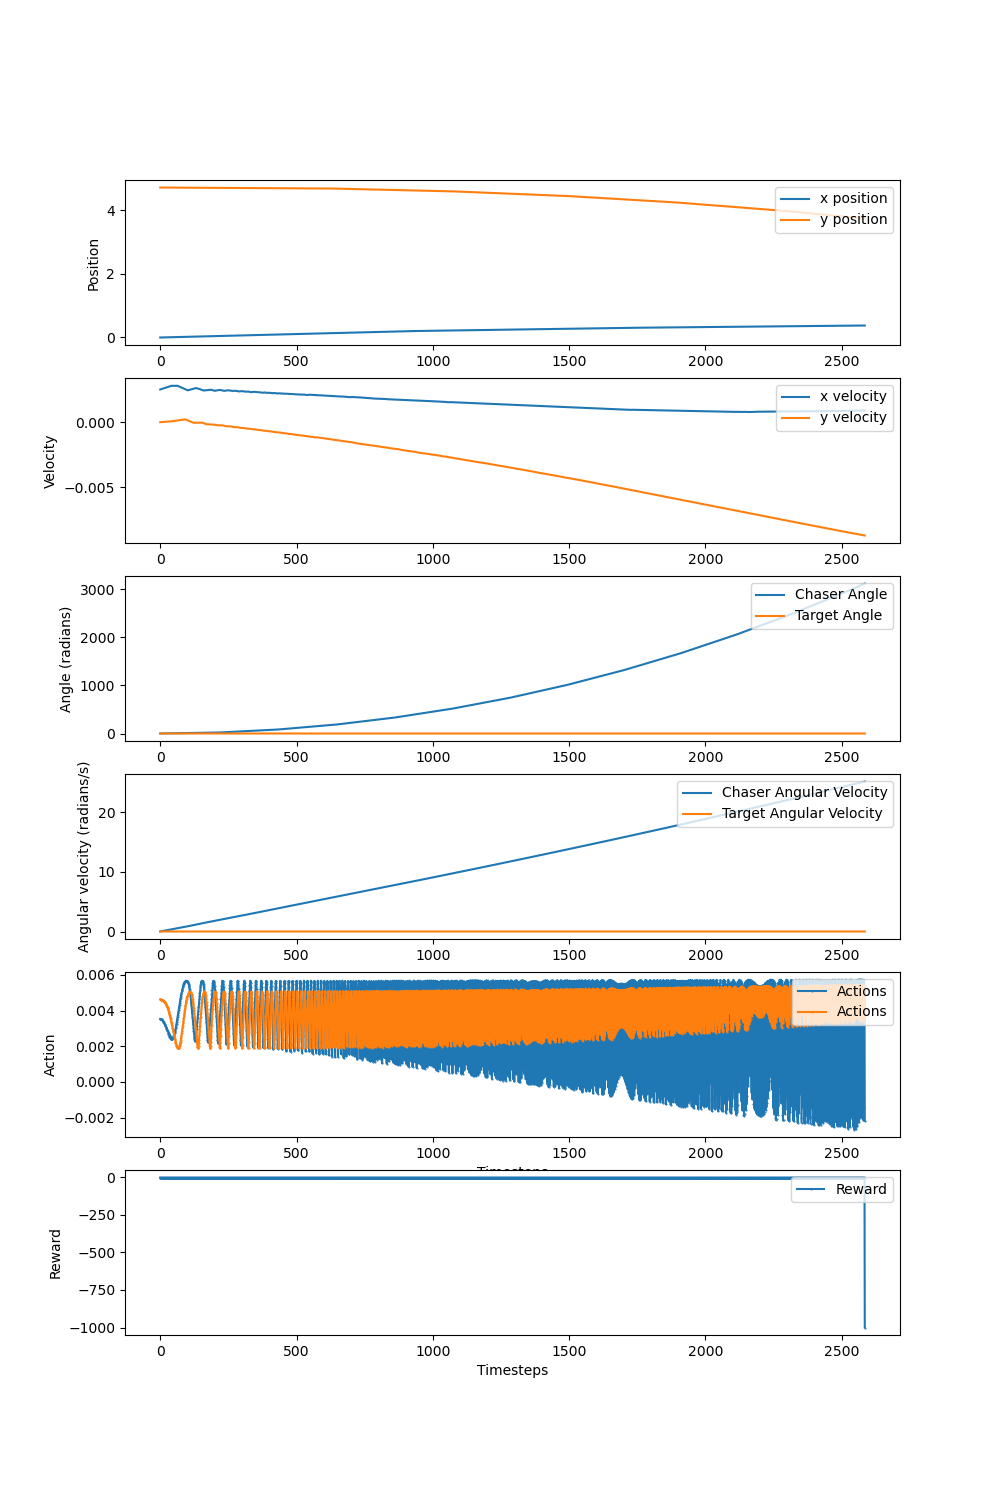 x position
y position
Position
4
2
0
0 500 1000 1500 2000 2500
x velocity
y velocity
Velocity
0.000
−0.005
0 500 1000 1500 2000 2500
Chaser Angle
Target Angle
Angle (radians)
3000
2000
1000
0
0 500 1000 1500 2000 2500
Chaser Angular Velocity
Target Angular Velocity
Angular velocity (radians/s)
20
10
0
0 500 1000 1500 2000 2500
Actions
Actions
Action
0.006
0.004
0.002
0.000
−0.002
0 500 1000 1500 2000 2500
Timesteps
Reward
Reward
0
−250
−500
−750
−1000
0 500 1000 1500 2000 2500
Timesteps